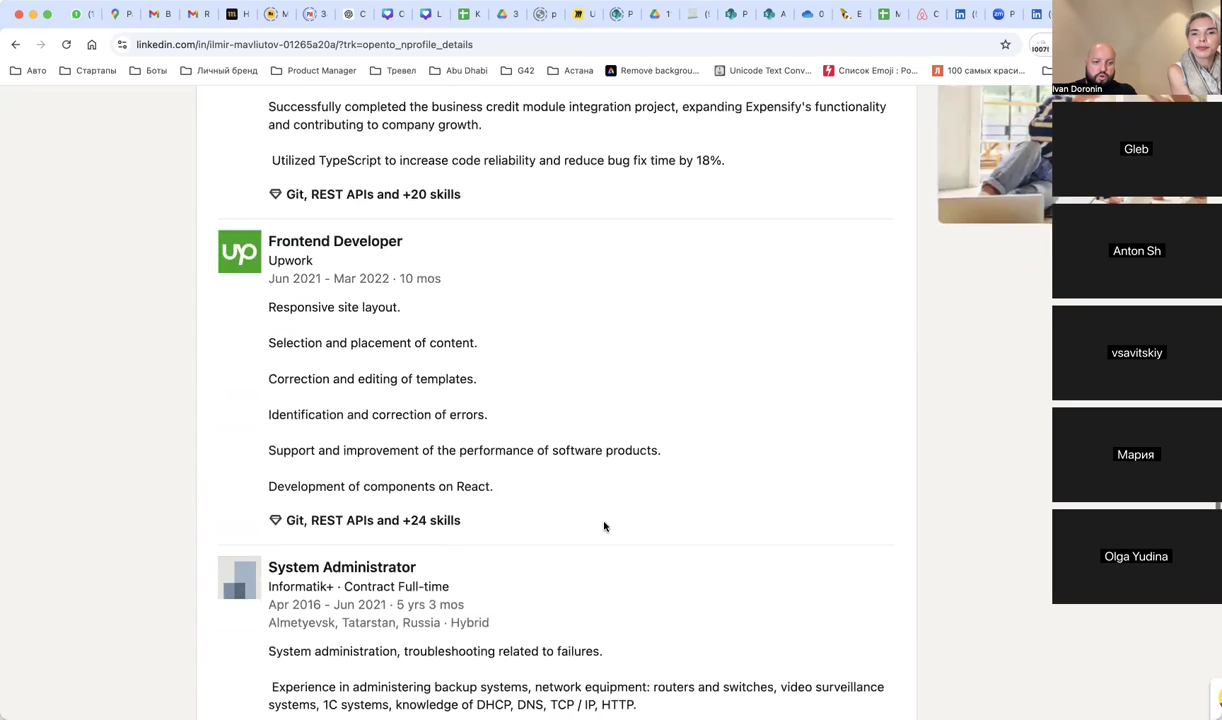 linkedin.com/in/ilmir-mavliutov-01265a20a/?trk=opento_nprofile_details
Авто
Стартапы
Боты
Личный бренд
Product Manager
Тревел
Abu Dhabi
G42
Астана
Remove backgrou...
Unicode Text Conv...
Список Emoji : Po...
100 самых краси...
Successfully completed the business credit module integration project, expanding Expensify's functionality
and contributing to company growth.
Utilized TypeScript to increase code reliability and reduce bug fix time by 18%.
Git, REST APIs and +20 skills
up
Frontend Developer
Upwork
Jun 2021 - Mar 2022 · 10 mos
Responsive site layout.
Selection and placement of content.
Correction and editing of templates.
Identification and correction of errors.
Support and improvement of the performance of software products.
Development of components on React.
Git, REST APIs and +24 skills
System Administrator
Informatik+ · Contract Full-time
Apr 2016 - Jun 2021 · 5 yrs 3 mos
Almetyevsk, Tatarstan, Russia · Hybrid
System administration, troubleshooting related to failures.
Experience in administering backup systems, network equipment: routers and switches, video surveillance
systems, 1C systems, knowledge of DHCP, DNS, TCP / IP, HTTP.
Ivan Doronin
Gleb
Anton Sh
vsavitskiy
Мария
Olga Yudina